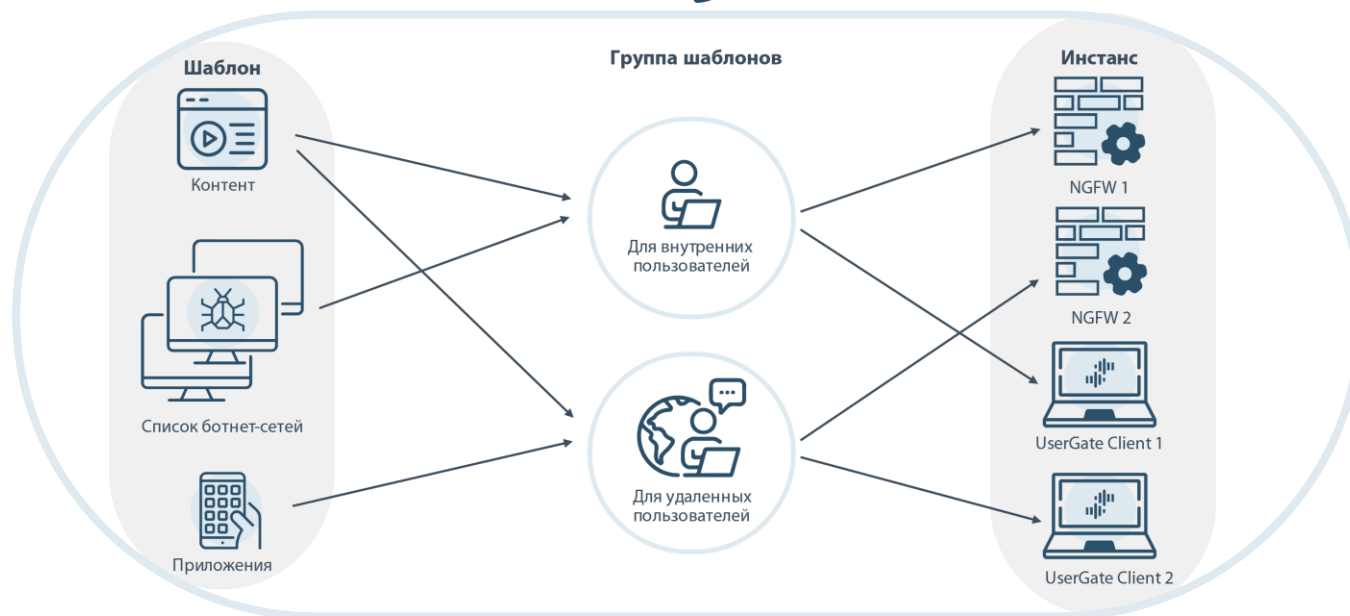 Шаблон
Контент
Список ботнет-сетей
Приложения
Группа шаблонов
Для внутренних
пользователей
Для удаленных
пользователей
Инстанс
NGFW 1
NGFW 2
UserGate Client 1
UserGate Client 2